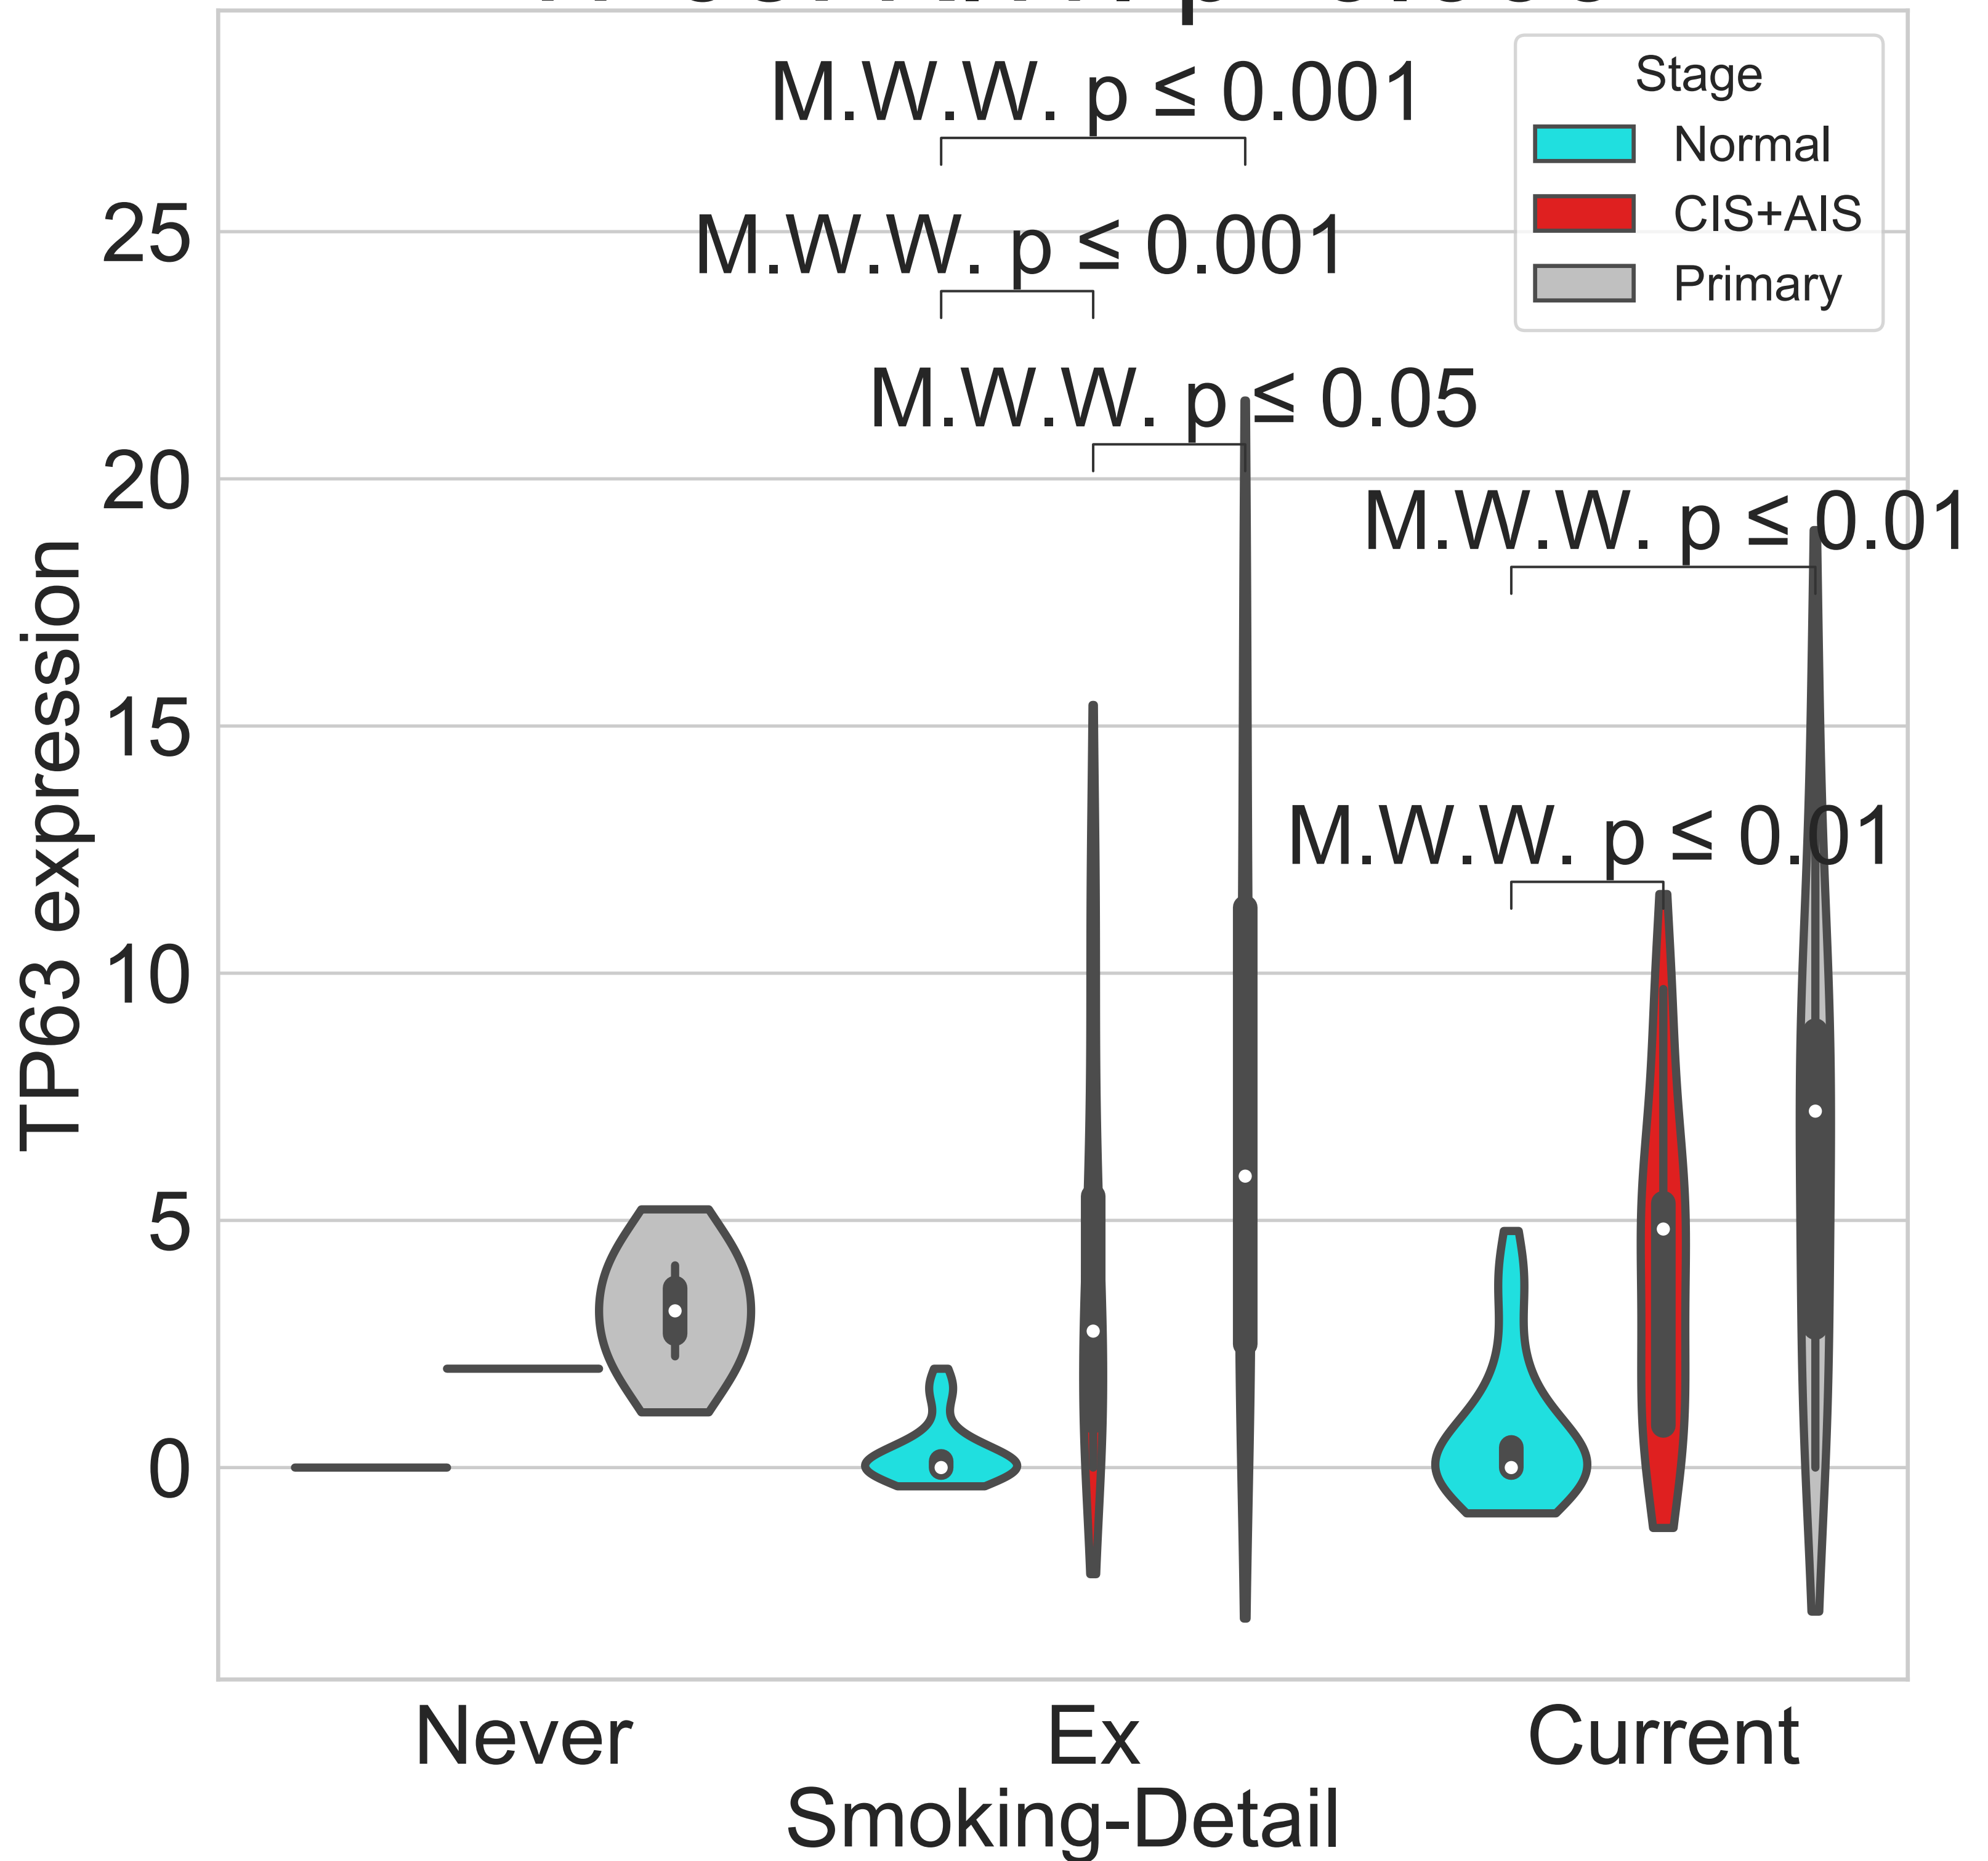 M.W.W. p ≤ 0.001
Stage
Normal
CIS+AIS
Primary
M.W.W. p ≤ 0.001
M.W.W. p ≤ 0.05
M.W.W. p ≤ 0.01
M.W.W. p ≤ 0.01
25
20
15
10
5
0
TP63 expression
Never
Ex
Current
Smoking-Detail